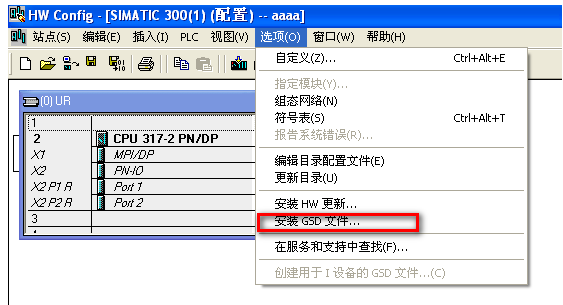 HW Config - [SIMATIC 300(1) (配置) -- aaaa]
站点(S) 编辑(E) 插入(I) PLC 视图(V) 选项(O) 窗口(W) 帮助(H)
自定义(Z)... Ctrl+Alt+E
指定模块(Y)...
组态网络(N)
符号表(S) Ctrl+Alt+T
报告系统错误(R)...
编辑目录配置文件(E)
更新目录(U)
安装 HW 更新...
安装 GSD 文件...
在服务和支持中查找(F)...
创建用于 I 设备的 GSD 文件...(C)
(0) UR
1
2 CPU 317-2 PN/DP
X1 MPI/DP
X2 PN-IO
X2 P1 R Port 1
X2 P2 R Port 2
3